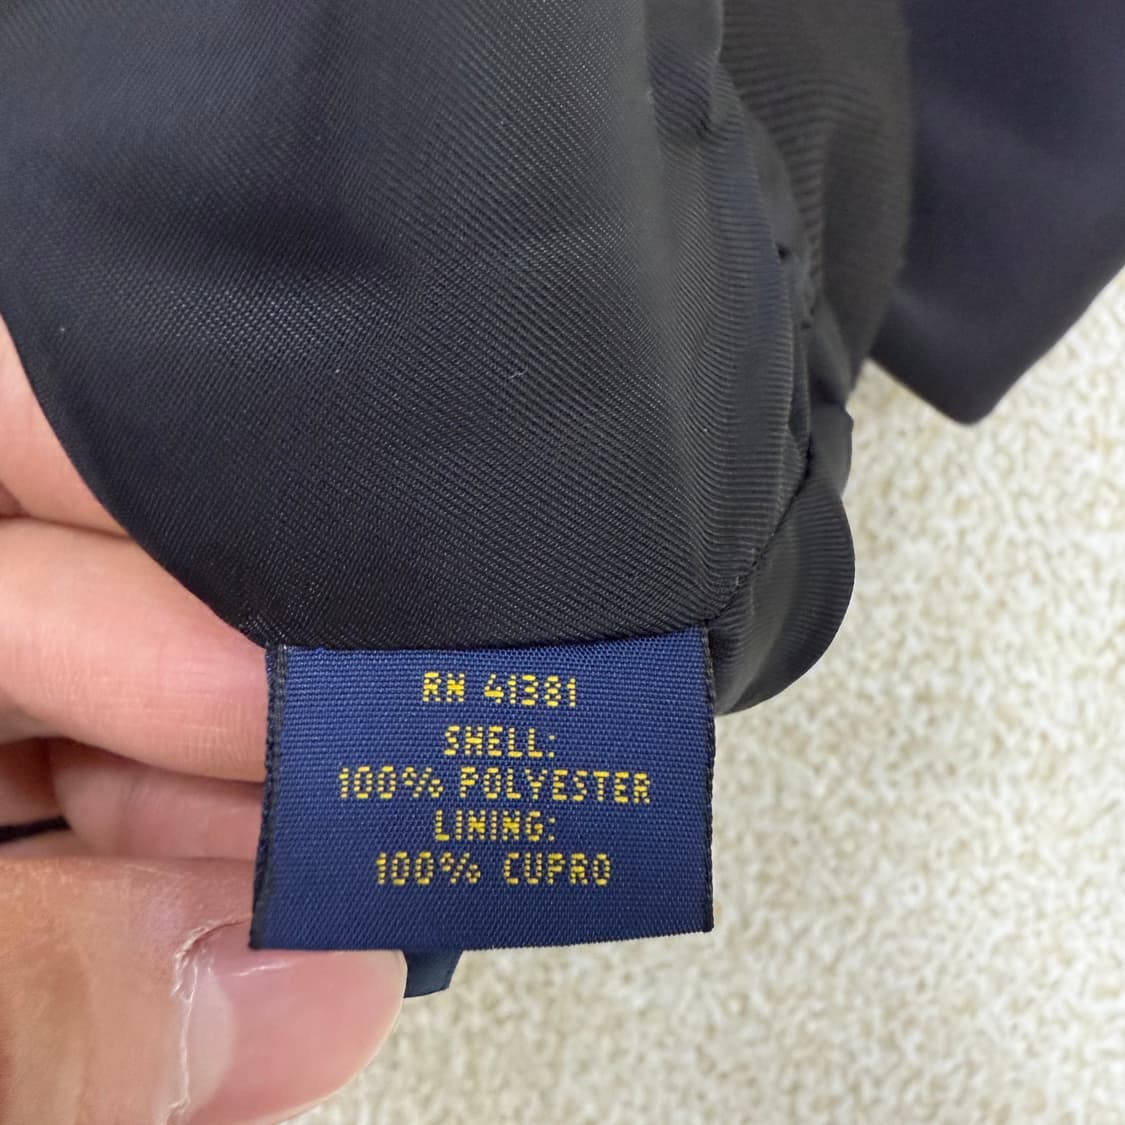 RN 41381
SHELL:
100% POLYESTER
LINING:
100% CUPRO